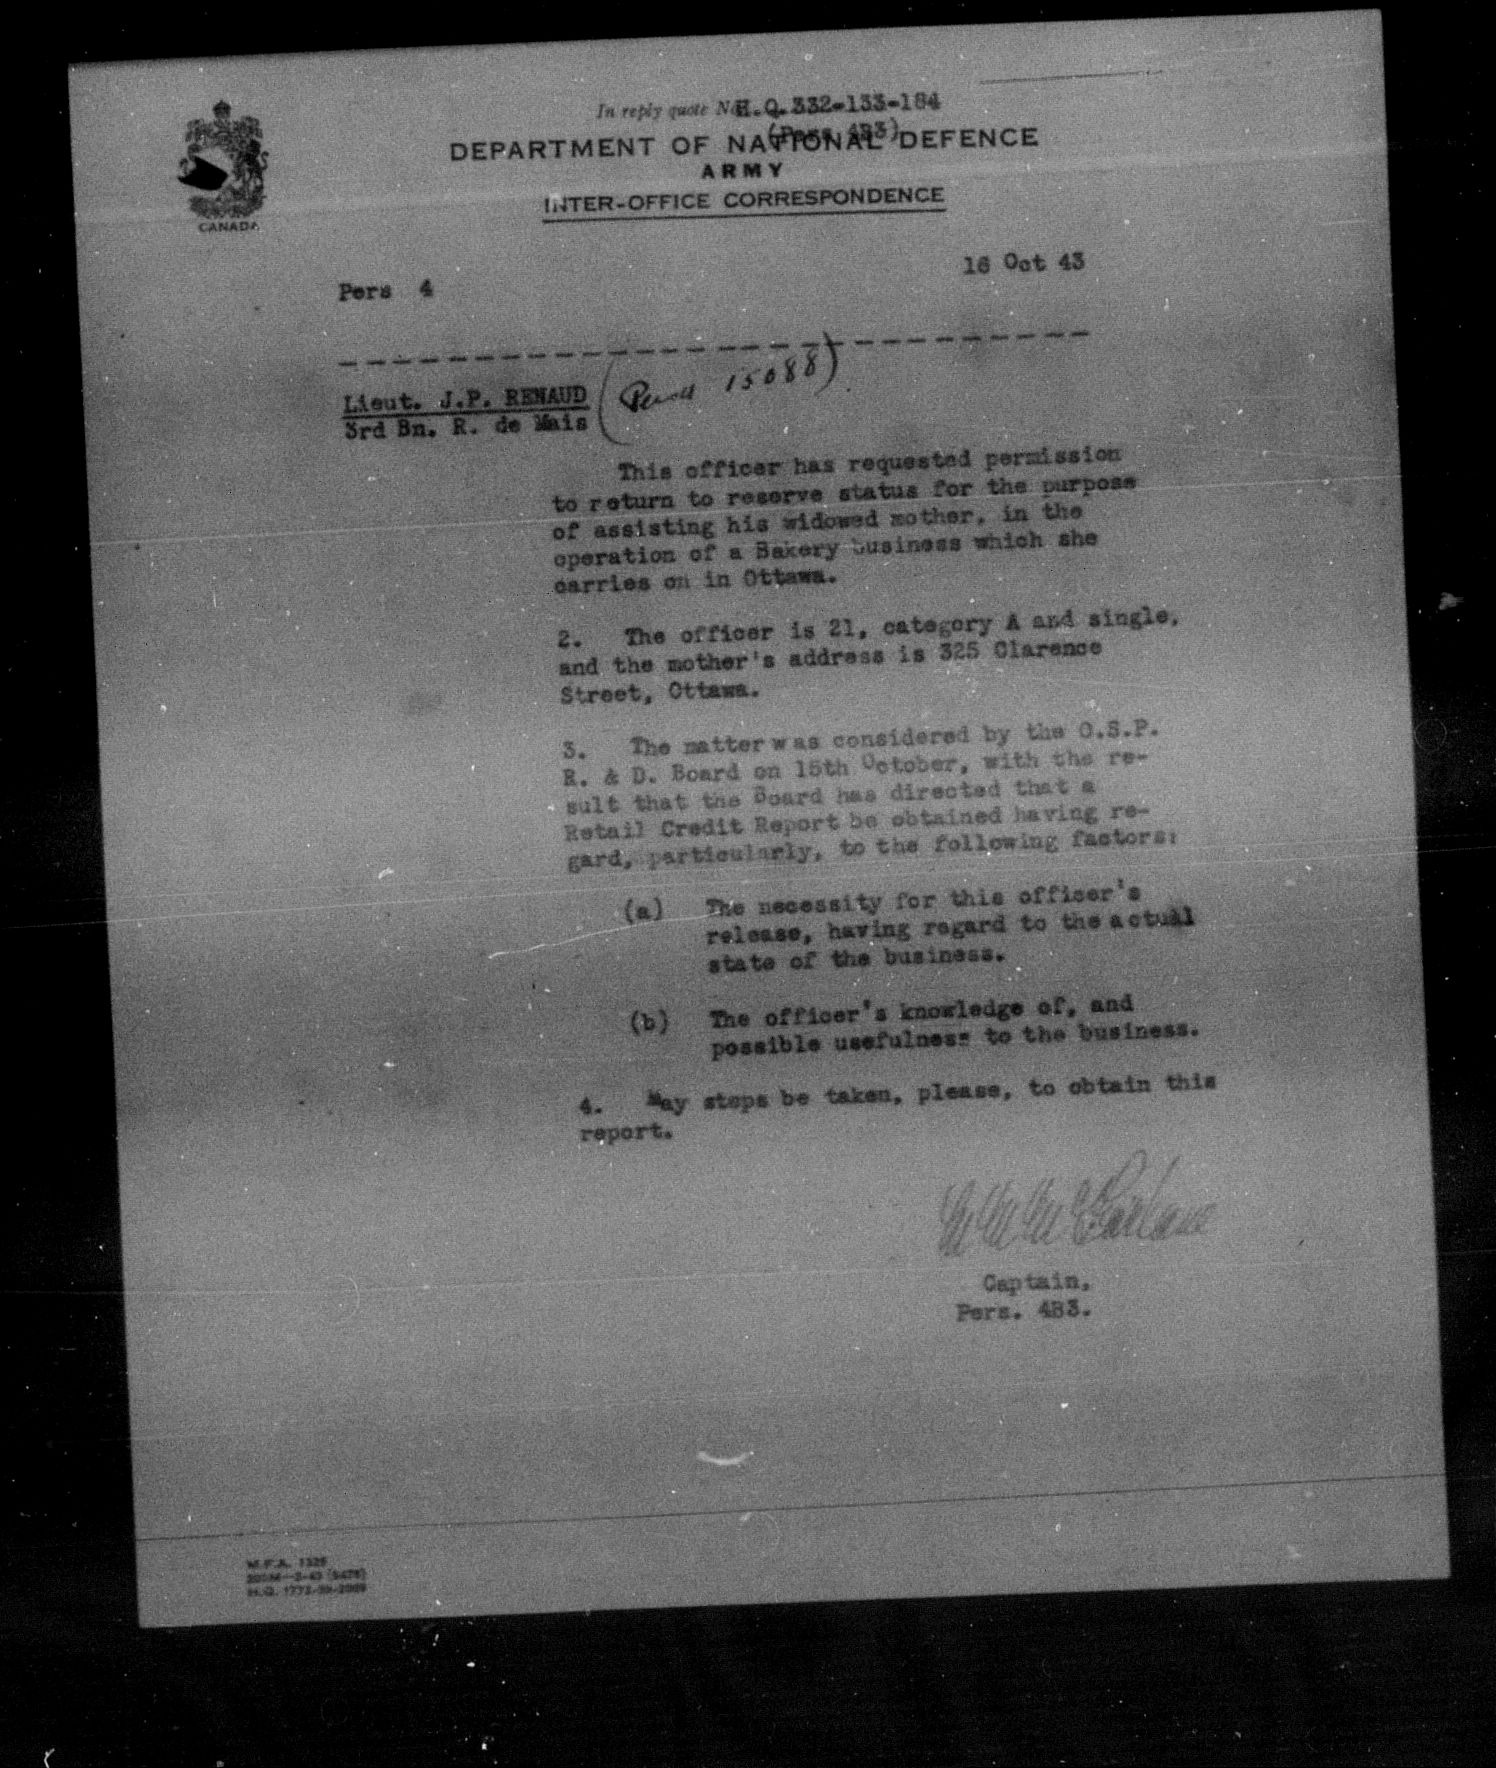 In reply quote No. H.Q. 332-133-184
(Pers 4B3)
DEPARTMENT OF NATIONAL DEFENCE
ARMY
INTER-OFFICE CORRESPONDENCE
CANADA
16 Oct 43
Pers 4
Lieut. J.P. RENAUD
(15088)
3rd Bn. R. de Mais
This officer has requested permission
to return to reserve status for the purpose
of assisting his widowed mother, in the
operation of a Bakery business which she
carries on in Ottawa.
2. The officer is 21, category A and single,
and the mother's address is 325 Clarence
Street, Ottawa.
3. The matter was considered by the O.S.P.
R. & D. Board on 15th October, with the re-
sult that the Board has directed that a
Retail Credit Report be obtained having re-
gard, particularly, to the following factors:
(a) The necessity for this officer's
release, having regard to the actual
state of the business.
(b) The officer's knowledge of, and
possible usefulness to the business.
4. May steps be taken, please, to obtain this
report.
Captain,
Pers. 4B3.
M.F.A. 1325
H.Q. 1772-39-